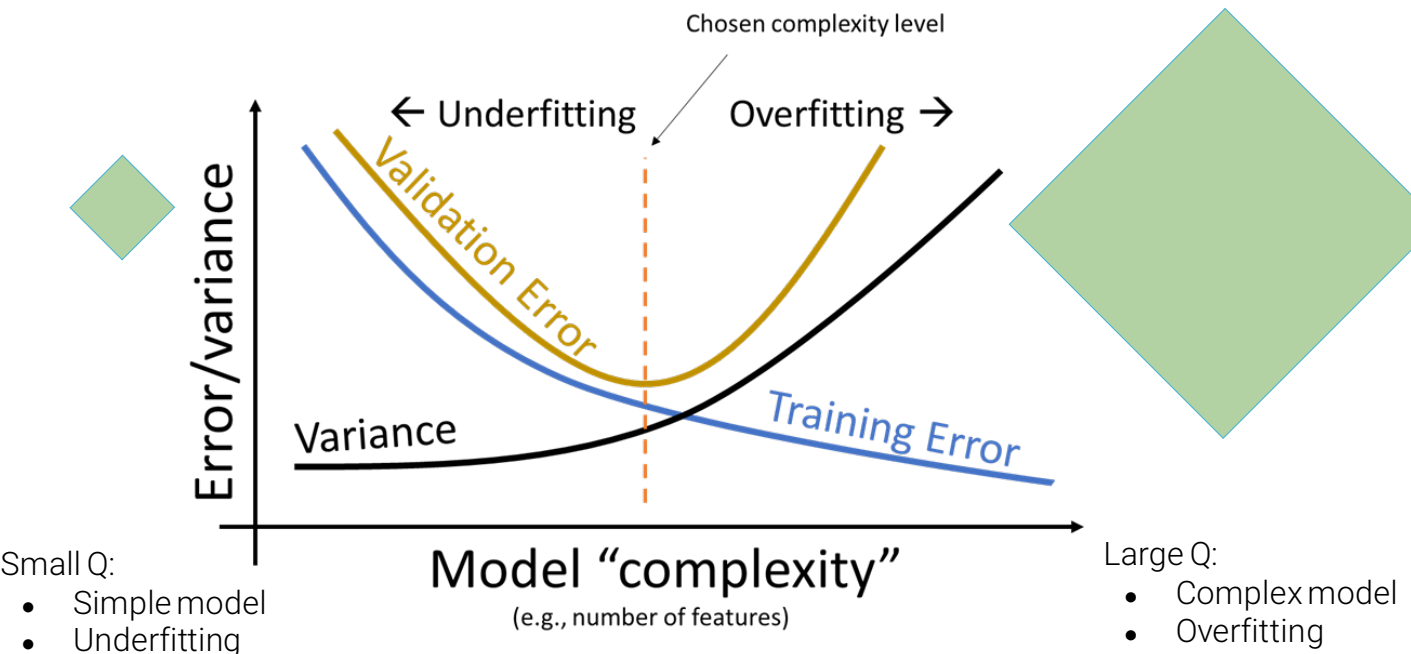 Chosen complexity level
← Underfitting
Overfitting →
Validation Error
Error/variance
Variance
Training Error
Model “complexity”
(e.g., number of features)
Small Q:
● Simple model
● Underfitting
Large Q:
● Complex model
● Overfitting